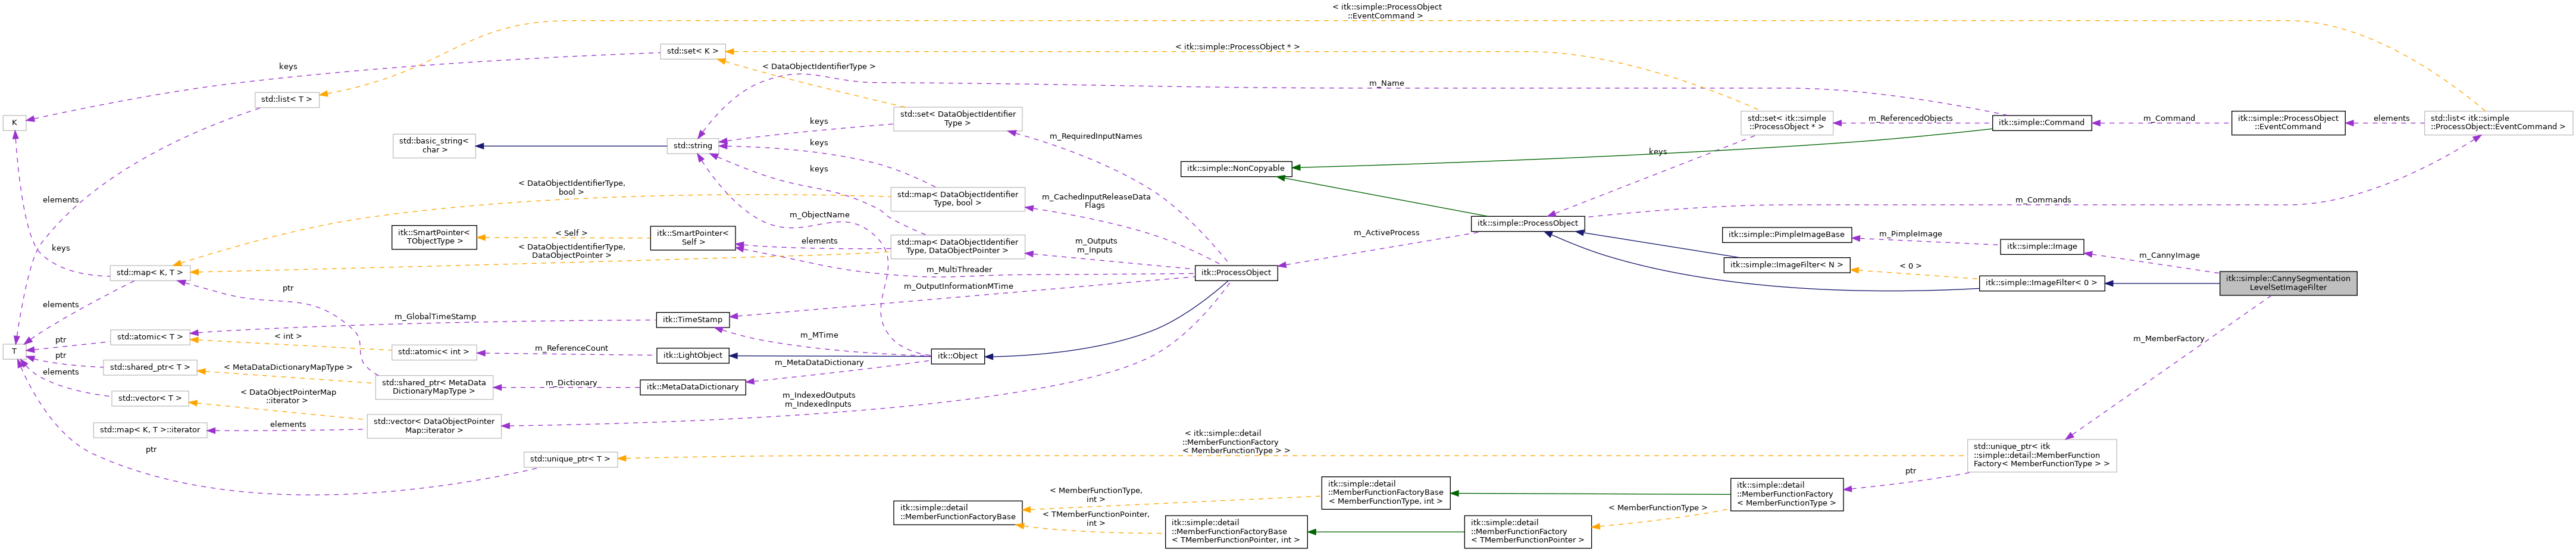 < itk::simple::ProcessObject
::EventCommand >
std::set< K >
< itk::simple::ProcessObject * >
keys
< DataObjectIdentifierType >
m_Name
std::list< T >
K
std::set< DataObjectIdentifier
Type >
keys
m_RequiredInputNames
std::set< itk::simple
::ProcessObject * >
m_ReferencedObjects
itk::simple::Command
m_Command
itk::simple::ProcessObject
::EventCommand
elements
std::list< itk::simple
::ProcessObject::EventCommand >
std::basic_string<
char >
std::string
keys
keys
itk::simple::NonCopyable
keys
< DataObjectIdentifierType,
bool >
std::map< DataObjectIdentifier
Type, bool >
m_CachedInputReleaseData
Flags
elements
m_ObjectName
m_Commands
itk::simple::ProcessObject
m_ActiveProcess
itk::SmartPointer<
TObjectType >
< Self >
itk::SmartPointer<
Self >
elements
std::map< DataObjectIdentifier
Type, DataObjectPointer >
m_Outputs
m_Inputs
keys
< DataObjectIdentifierType,
DataObjectPointer >
itk::simple::PimpleImageBase
m_PimpleImage
itk::simple::Image
m_CannyImage
std::map< K, T >
m_MultiThreader
itk::ProcessObject
itk::simple::ImageFilter< N >
< 0 >
itk::simple::ImageFilter< 0 >
itk::simple::CannySegmentation
LevelSetImageFilter
ptr
m_OutputInformationMTime
elements
m_GlobalTimeStamp
itk::TimeStamp
m_MTime
std::atomic< T >
< int >
ptr
T
std::atomic< int >
m_ReferenceCount
itk::LightObject
itk::Object
m_MemberFactory
ptr
std::shared_ptr< T >
< MetaDataDictionaryMapType >
m_MetaDataDictionary
elements
std::shared_ptr< MetaData
DictionaryMapType >
m_Dictionary
itk::MetaDataDictionary
std::vector< T >
< DataObjectPointerMap
::iterator >
m_IndexedOutputs
m_IndexedInputs
std::map< K, T >::iterator
elements
std::vector< DataObjectPointer
Map::iterator >
ptr
std::unique_ptr< T >
< itk::simple::detail
::MemberFunctionFactory
< MemberFunctionType > >
std::unique_ptr< itk
::simple::detail::MemberFunction
Factory< MemberFunctionType > >
ptr
itk::simple::detail
::MemberFunctionFactoryBase
< MemberFunctionType,
int >
itk::simple::detail
::MemberFunctionFactoryBase
< MemberFunctionType, int >
itk::simple::detail
::MemberFunctionFactory
< MemberFunctionType >
< TMemberFunctionPointer,
int >
itk::simple::detail
::MemberFunctionFactoryBase
< TMemberFunctionPointer, int >
itk::simple::detail
::MemberFunctionFactory
< TMemberFunctionPointer >
< MemberFunctionType >